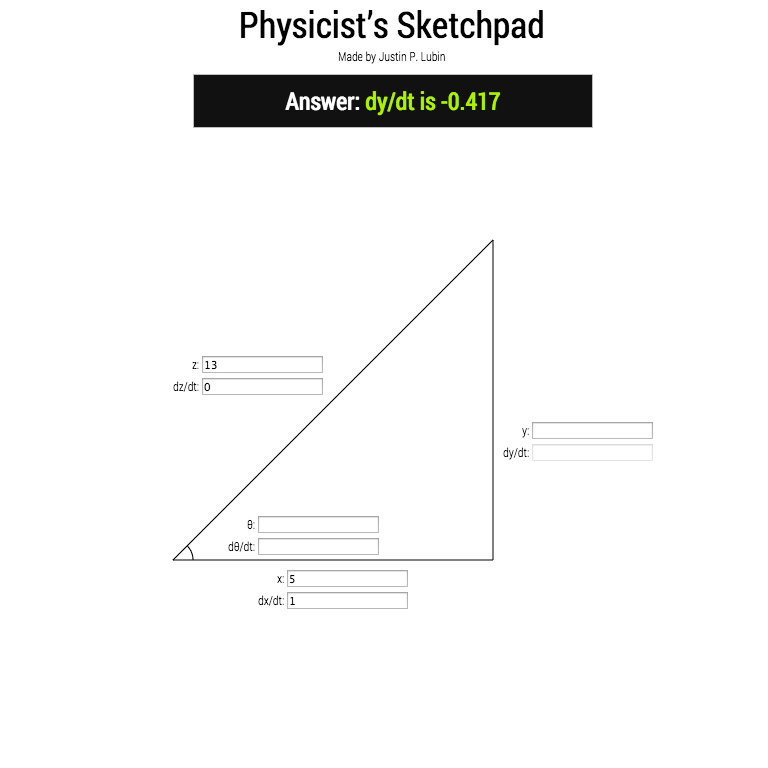 Physicist’s Sketchpad
Made by Justin P. Lubin
Answer: dy/dt is -0.417
z: 13
dz/dt: 0
y:
dy/dt:
θ:
dθ/dt:
x: 5
dx/dt: 1